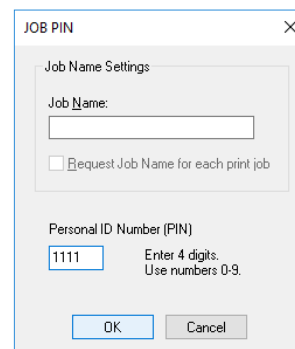 JOB PIN
Job Name Settings
Job Name:
Request Job Name for each print job
Personal ID Number (PIN)
1111
Enter 4 digits.
Use numbers 0-9.
OK
Cancel